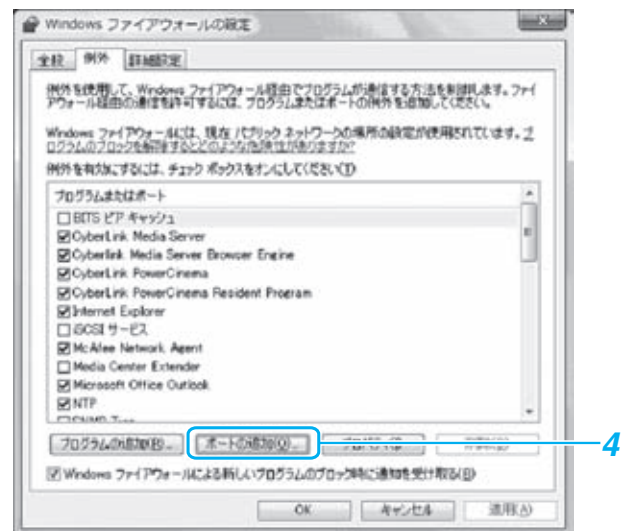 Windows ファイアウォールの設定
全般 例外 詳細設定
例外を使用して、Windows ファイアウォール経由でプログラムが通信する方法を制御します。ファイ
アウォール経由の通信を許可するには、プログラムまたはポートの例外を追加してください。
Windows ファイアウォールは、現在 パブリック ネットワークの場所の設定が使用されています。プ
ログラムのブロックを解除するとどのような危険性がありますか?
例外を有効にするには、チェック ボックスをオンにしてください(T)
プログラムまたはポート
BITS ピア キャッシュ
CyberLink Media Server
Cyberlink Media Server Browser Engine
CyberLink PowerCinema
CyberLink PowerCinema Resident Program
Internet Explorer
iSCSI サービス
McAfee Network Agent
Media Center Extender
Microsoft Office Outlook
NTP
プログラムの追加(R)... ポートの追加(O)...
4
Windows ファイアウォールによる新しいプログラムのブロック時に通知を受け取る(B)
OK キャンセル 適用(A)